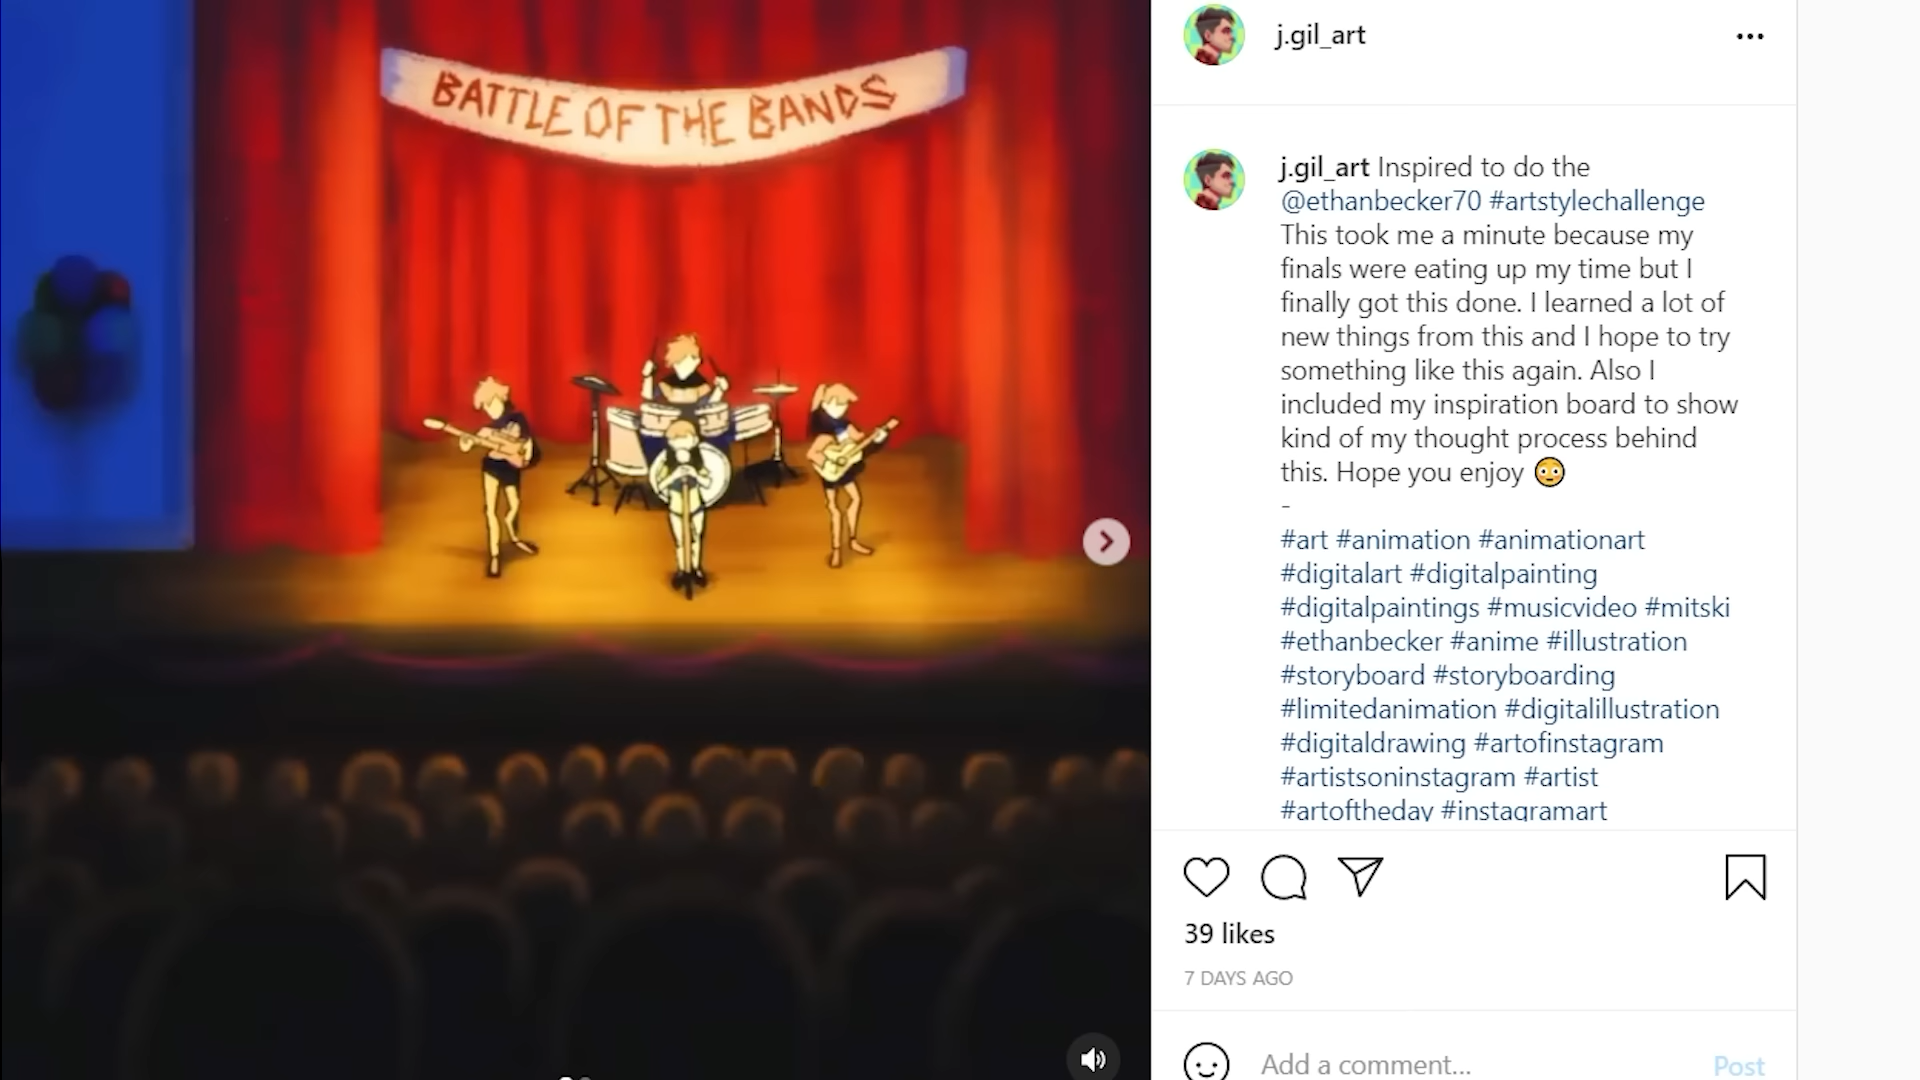 BATTLE OF THE BANDS
j.gil_art
j.gil_art Inspired to do the
@ethanbecker70 #artstylechallenge
This took me a minute because my
finals were eating up my time but I
finally got this done. I learned a lot of
new things from this and I hope to try
something like this again. Also I
included my inspiration board to show
kind of my thought process behind
this. Hope you enjoy 😳
-
#art #animation #animationart
#digitalart #digitalpainting
#digitalpaintings #musicvideo #mitski
#ethanbecker #anime #illustration
#storyboard #storyboarding
#limitedanimation #digitalillustration
#digitaldrawing #artofinstagram
#artistsoninstagram #artist
#artoftheday #instagramart
39 likes
7 DAYS AGO
Add a comment...
Post